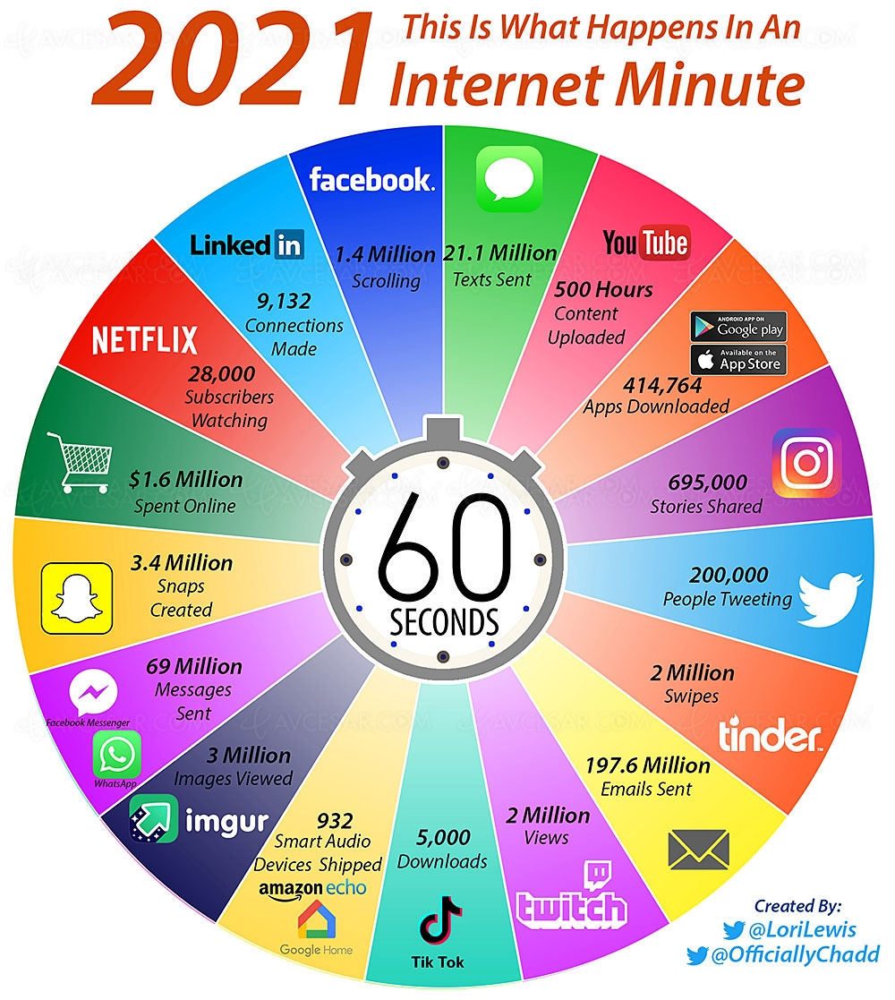 2021
This Is What Happens In An
Internet Minute
facebook.
1.4 Million
Scrolling
21.1 Million
Texts Sent
YouTube
500 Hours
Content
Uploaded
ANDROID APP ON
Google play
Available on the
App Store
414,764
Apps Downloaded
695,000
Stories Shared
200,000
People Tweeting
2 Million
Swipes
tinder.™
197.6 Million
Emails Sent
2 Million
Views
twitch
5,000
Downloads
Tik Tok
932
Smart Audio
Devices Shipped
amazon echo
Google Home
3 Million
Images Viewed
imgur
69 Million
Messages
Sent
Facebook Messenger
WhatsApp
3.4 Million
Snaps
Created
$1.6 Million
Spent Online
NETFLIX
28,000
Subscribers
Watching
Linked in
9,132
Connections
Made
60
SECONDS
Created By:
@LoriLewis
@OfficiallyChadd
AVCESAR.COM